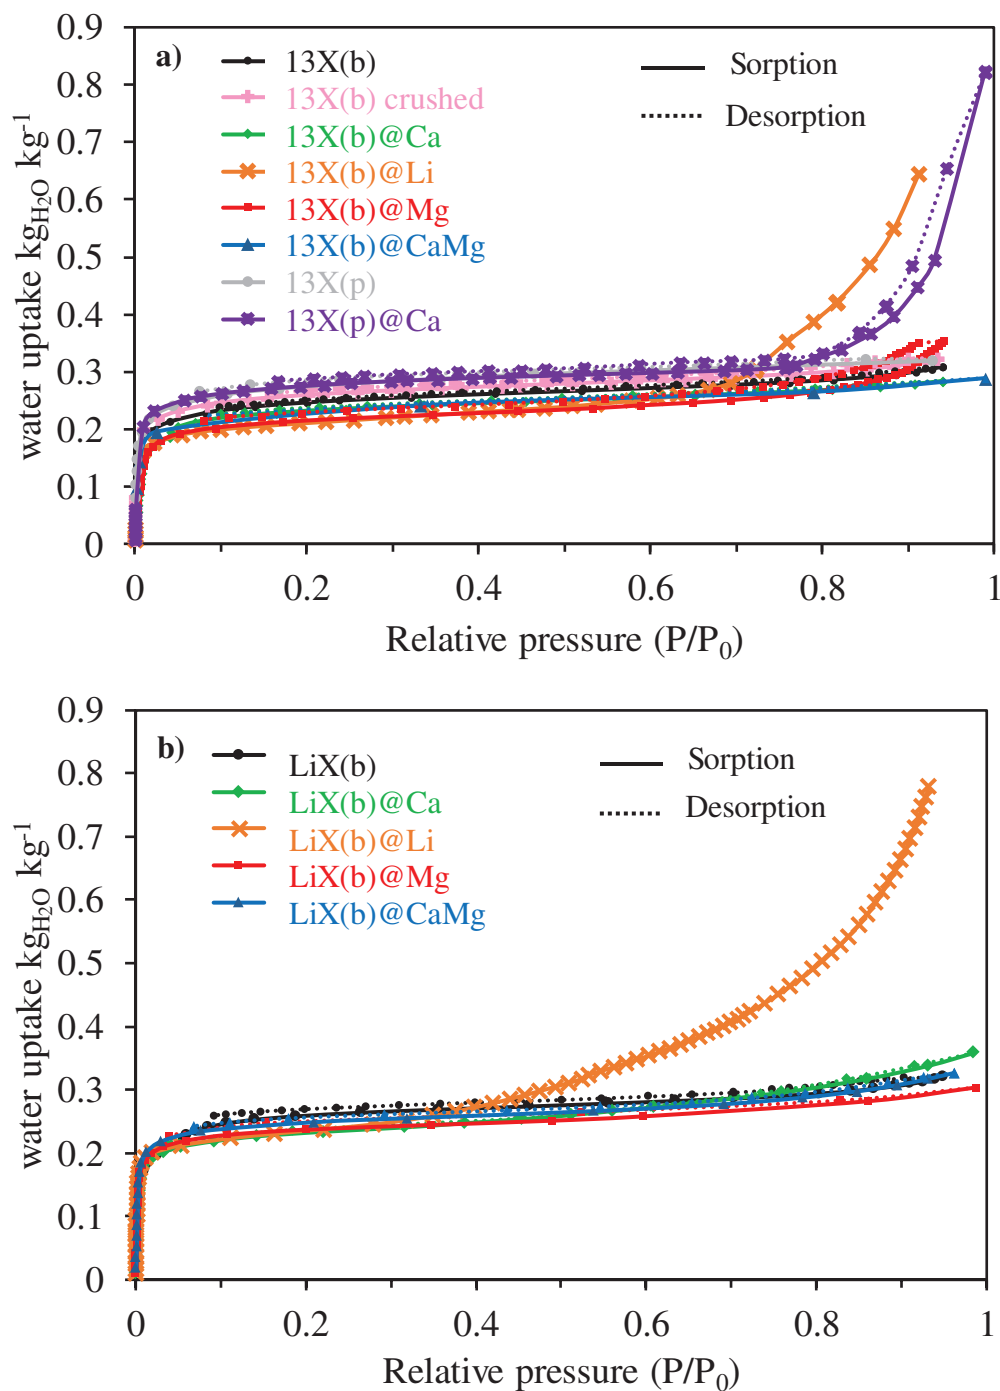 a)
13X(b)
13X(b) crushed
13X(b)@Ca
13X(b)@Li
13X(b)@Mg
13X(b)@CaMg
13X(p)
13X(p)@Ca
Sorption
Desorption
water uptake kg_H₂O kg⁻¹
0.9
0.8
0.7
0.6
0.5
0.4
0.3
0.2
0.1
0
0 0.2 0.4 0.6 0.8 1
Relative pressure (P/P₀)
b)
LiX(b)
LiX(b)@Ca
LiX(b)@Li
LiX(b)@Mg
LiX(b)@CaMg
Sorption
Desorption
water uptake kg_H₂O kg⁻¹
0.9
0.8
0.7
0.6
0.5
0.4
0.3
0.2
0.1
0
0 0.2 0.4 0.6 0.8 1
Relative pressure (P/P₀)